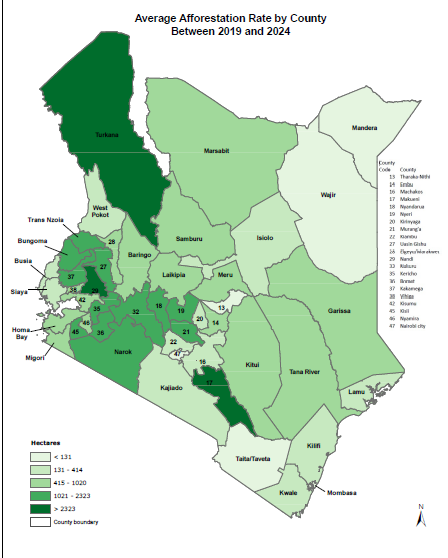 Average Afforestation Rate by County
Between 2019 and 2024
Turkana
Marsabit
Mandera
Wajir
West
Pokot
Trans Nzoia
Bungoma
Busia
Siaya
Homa
Bay
Migori
28
27
37
38
29
42
35
46
45
36
Samburu
Isiolo
Baringo
Laikipia
Meru
32
18
19
20
13
14
21
22
47
16
17
Narok
Kajiado
Kitui
Garissa
Tana River
Lamu
Taita/Taveta
Kilifi
Kwale
Mombasa
County
Code County
13 Tharaka-Nithi
14 Embu
16 Machakos
17 Makueni
18 Nyandarua
19 Nyeri
20 Kirinyaga
21 Murang'a
22 Kiambu
27 Uasin Gishu
28 Elgeyo/Marakwet
29 Nandi
32 Nakuru
35 Kericho
36 Bomet
37 Kakamega
38 Vihiga
42 Kisumu
45 Kisii
46 Nyamira
47 Nairobi city
Hectares
< 131
131 - 414
415 - 1020
1021 - 2323
> 2323
County boundery
N